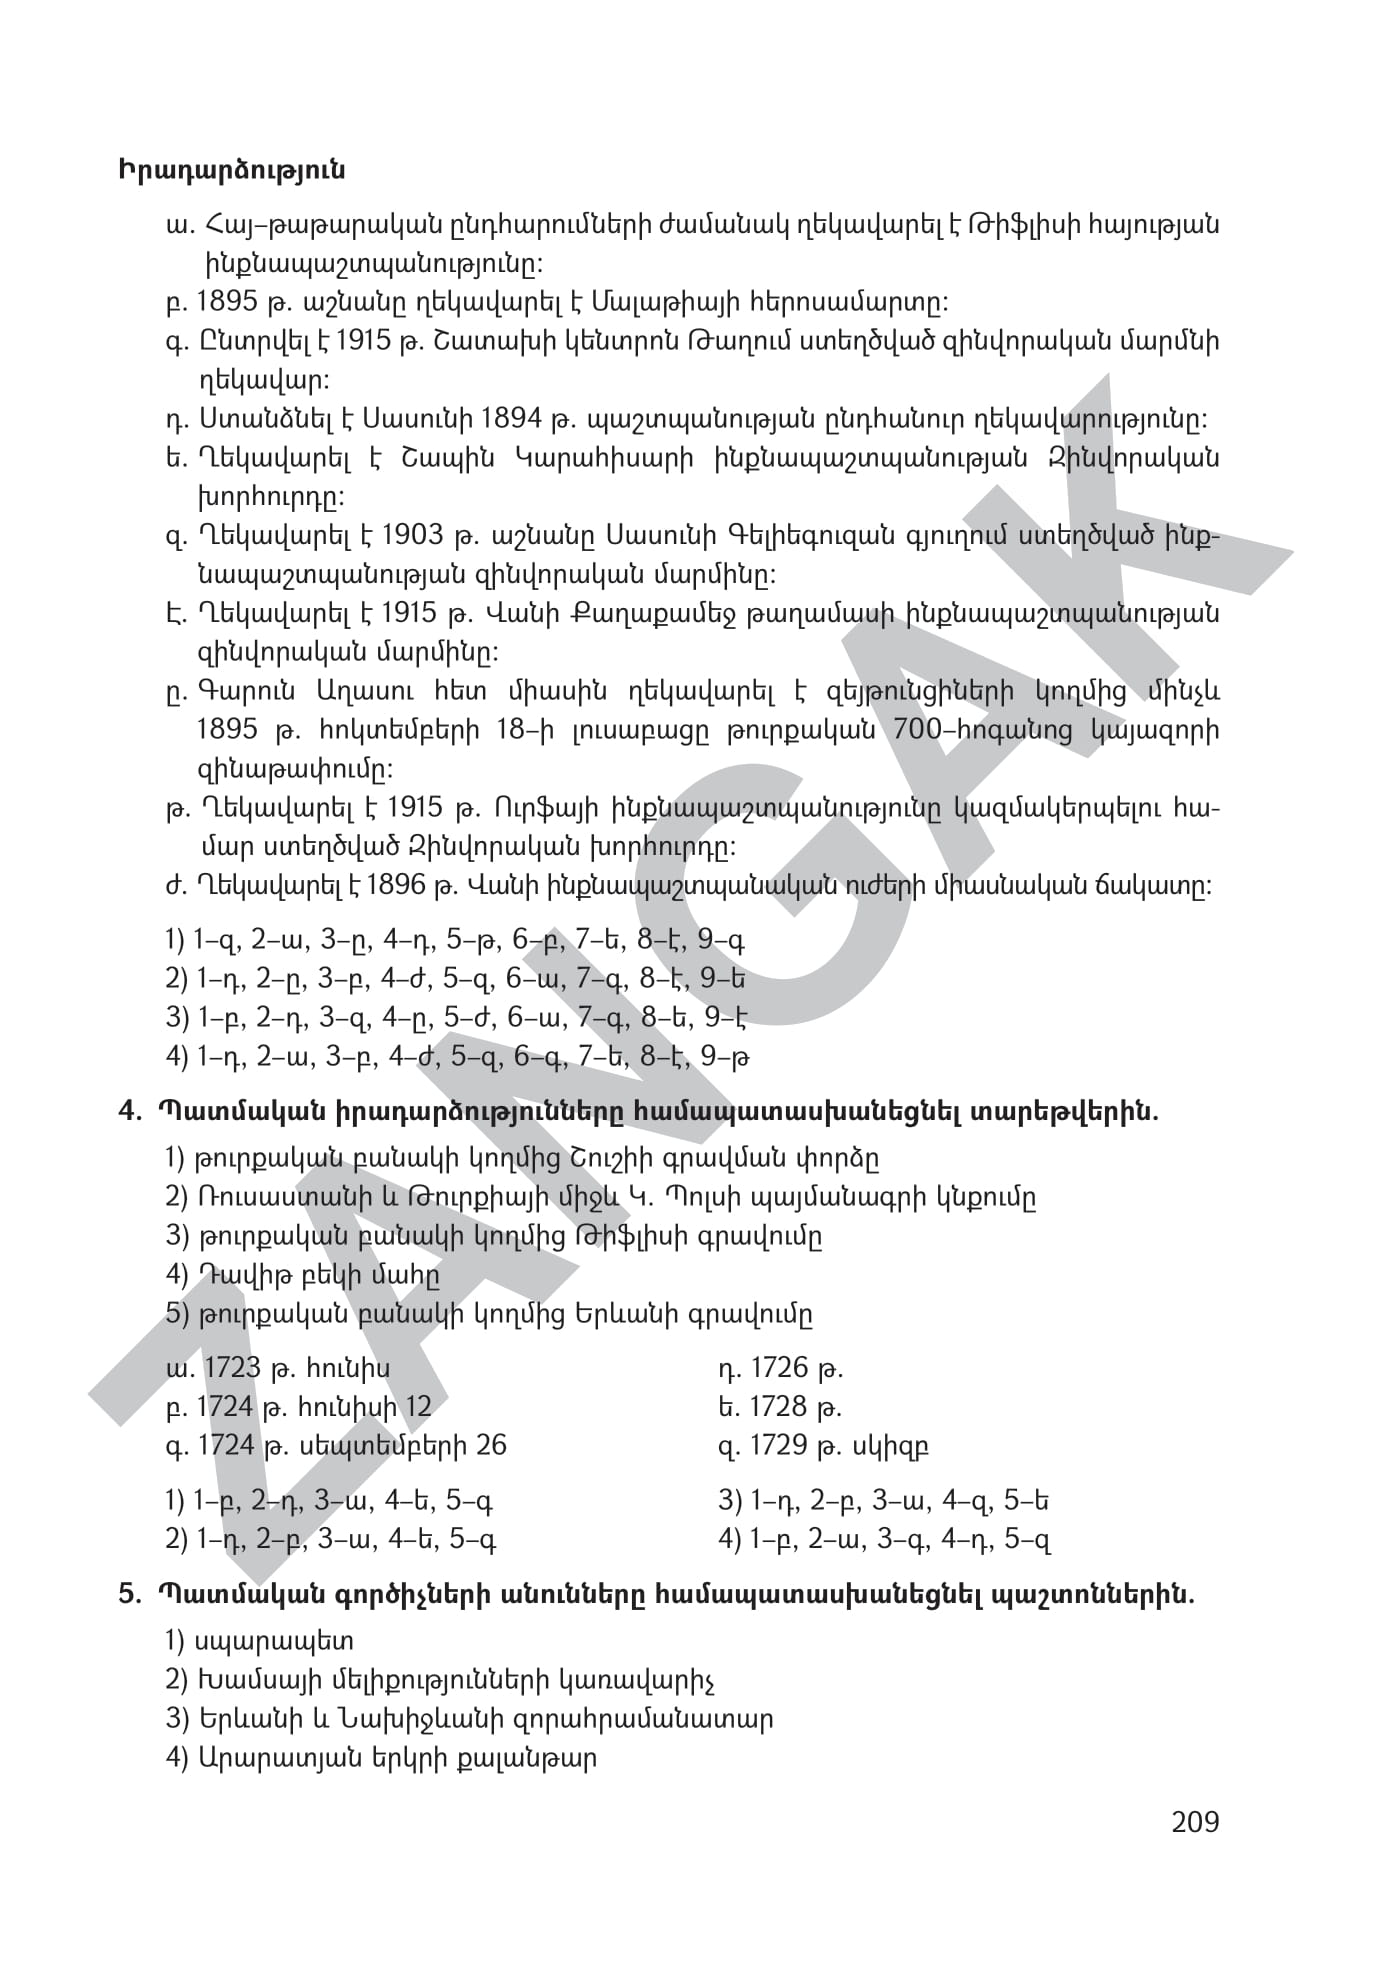 Իրադարձություն
ա. Հայ–թաթարական ընդհարումների ժամանակ ղեկավարել է Թիֆլիսի հայության
ինքնապաշտպանությունը:
բ. 1895 թ. աշնանը ղեկավարել է Մալաթիայի հերոսամարտը:
գ. Ընտրվել է 1915 թ. Շատախի կենտրոն Թաղում ստեղծված զինվորական մարմնի
ղեկավար:
դ. Ստանձնել է Սասունի 1894 թ. պաշտպանության ընդհանուր ղեկավարությունը:
ե. Ղեկավարել է Շապին Կարահիսարի ինքնապաշտպանության Զինվորական
խորհուրդը:
զ. Ղեկավարել է 1903 թ. աշնանը Սասունի Գելիեգուզան գյուղում ստեղծված ինք-
նապաշտպանության զինվորական մարմինը:
Է. Ղեկավարել է 1915 թ. Վանի Քաղաքամեջ թաղամասի ինքնապաշտպանության
զինվորական մարմինը:
ը. Գարուն Աղասու հետ միասին ղեկավարել է զեյթունցիների կողմից մինչև
1895 թ. հոկտեմբերի 18–ի լուսաբացը թուրքական 700–հոգանոց կայազորի
զինաթափումը:
թ. Ղեկավարել է 1915 թ. Ուրֆայի ինքնապաշտպանությունը կազմակերպելու հա-
մար ստեղծված Զինվորական խորհուրդը:
ժ. Ղեկավարել է 1896 թ. Վանի ինքնապաշտպանական ուժերի միասնական ճակատը:
1) 1–զ, 2–ա, 3–ը, 4–դ, 5–թ, 6–բ, 7–ե, 8–է, 9–գ
2) 1–դ, 2–ը, 3–բ, 4–ժ, 5–զ, 6–ա, 7–գ, 8–է, 9–ե
3) 1–բ, 2–դ, 3–զ, 4–ը, 5–ժ, 6–ա, 7–գ, 8–ե, 9–է
4) 1–դ, 2–ա, 3–բ, 4–ժ, 5–զ, 6–գ, 7–ե, 8–է, 9–թ
4. Պատմական իրադարձությունները համապատասխանեցնել տարեթվերին.
1) թուրքական բանակի կողմից Շուշիի գրավման փորձը
2) Ռուսաստանի և Թուրքիայի միջև Կ. Պոլսի պայմանագրի կնքումը
3) թուրքական բանակի կողմից Թիֆլիսի գրավումը
4) Դավիթ բեկի մահը
5) թուրքական բանակի կողմից Երևանի գրավումը
ա. 1723 թ. հունիս
բ. 1724 թ. հունիսի 12
գ. 1724 թ. սեպտեմբերի 26
դ. 1726 թ.
ե. 1728 թ.
զ. 1729 թ. սկիզբ
1) 1–բ, 2–դ, 3–ա, 4–ե, 5–գ
2) 1–դ, 2–բ, 3–ա, 4–ե, 5–գ
3) 1–դ, 2–բ, 3–ա, 4–զ, 5–ե
4) 1–բ, 2–ա, 3–գ, 4–դ, 5–զ
5. Պատմական գործիչների անունները համապատասխանեցնել պաշտոններին.
1) սպարապետ
2) Խամսայի մելիքությունների կառավարիչ
3) Երևանի և Նախիջևանի զորահրամանատար
4) Արարատյան երկրի քալանթար
209
ZANGAK